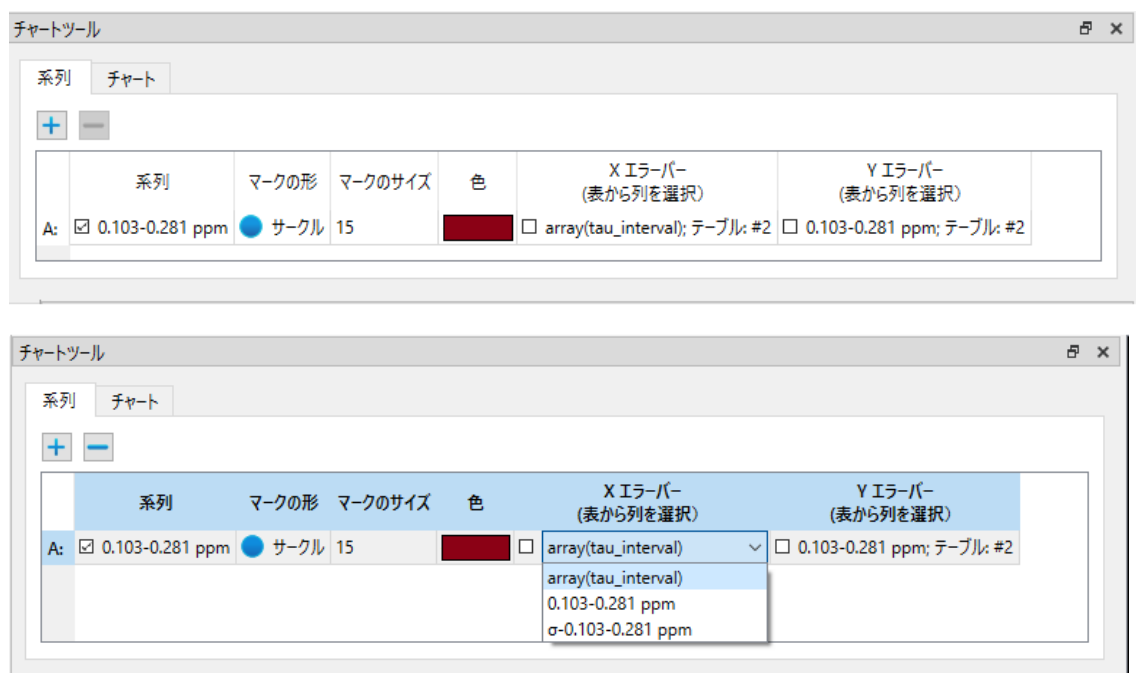 チャートツール
系列 チャート
系列 マークの形 マークのサイズ 色 X エラーバー (表から列を選択) Y エラーバー (表から列を選択)
A: 0.103-0.281 ppm サークル 15 array(tau_interval); テーブル: #2 0.103-0.281 ppm; テーブル: #2
チャートツール
系列 チャート
系列 マークの形 マークのサイズ 色 X エラーバー (表から列を選択) Y エラーバー (表から列を選択)
A: 0.103-0.281 ppm サークル 15 array(tau_interval) 0.103-0.281 ppm; テーブル: #2
array(tau_interval)
0.103-0.281 ppm
σ-0.103-0.281 ppm